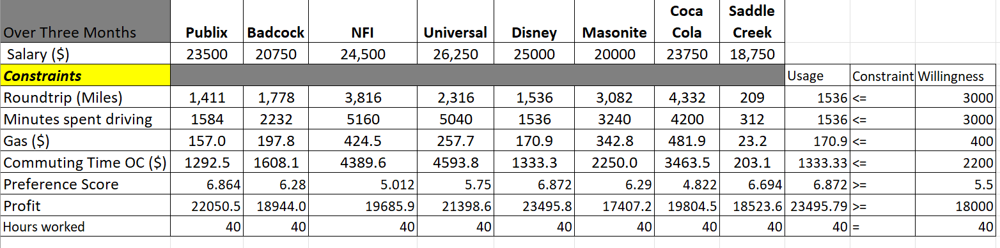 Over Three Months Publix Badcock NFI Universal Disney Masonite Coca Cola Saddle Creek
Salary ($) 23500 20750 24,500 26,250 25000 20000 23750 18,750
Constraints Usage Constraint Willingness
Roundtrip (Miles) 1,411 1,778 3,816 2,316 1,536 3,082 4,332 209 1536 <= 3000
Minutes spent driving 1584 2232 5160 5040 1536 3240 4200 312 1536 <= 3000
Gas ($) 157.0 197.8 424.5 257.7 170.9 342.8 481.9 23.2 170.9 <= 400
Commuting Time OC ($) 1292.5 1608.1 4389.6 4593.8 1333.3 2250.0 3463.5 203.1 1333.33 <= 2200
Preference Score 6.864 6.28 5.012 5.75 6.872 6.29 4.822 6.694 6.872 >= 5.5
Profit 22050.5 18944.0 19685.9 21398.6 23495.8 17407.2 19804.5 18523.6 23495.79 >= 18000
Hours worked 40 40 40 40 40 40 40 40 40 = 40